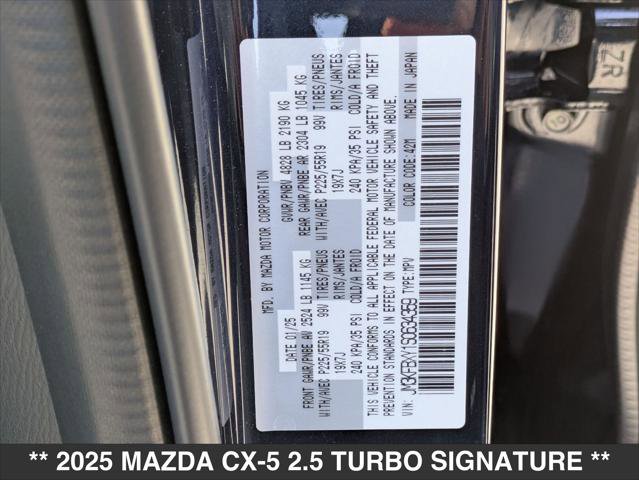 MFD. BY MAZDA MOTOR CORPORATION
DATE 01/25 GVWR/PNBV 4828 LB 2190 KG
FRONT GAWR/PNBE AV 2524 LB 1145 KG REAR GAWR/PNBE AR 2304 LB 1045 KG
WITH/AVEC P225/55R19 99V TIRES/PNEUS WITH/AVEC P225/55R19 99V TIRES/PNEUS
19X7J RIMS/JANTES 19X7J RIMS/JANTES
240 KPA/35 PSI COLD/A FROID 240 KPA/35 PSI COLD/A FROID
THIS VEHICLE CONFORMS TO ALL APPLICABLE FEDERAL MOTOR VEHICLE SAFETY AND THEFT
PREVENTION STANDARDS IN EFFECT ON THE DATE OF MANUFACTURE SHOWN ABOVE.
VIN: TYPE:MPV COLOR CODE:42M MADE IN JAPAN
ZR
** 2025 MAZDA CX-5 2.5 TURBO SIGNATURE **